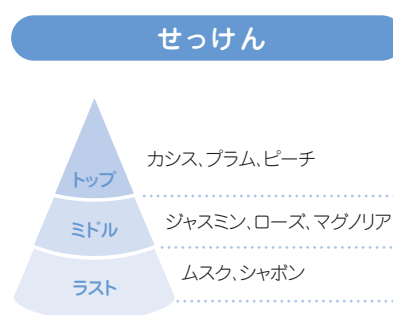 せっけん
カシス、プラム、ピーチ
トップ
ジャスミン、ローズ、マグノリア
ミドル
ムスク、シャボン
ラスト